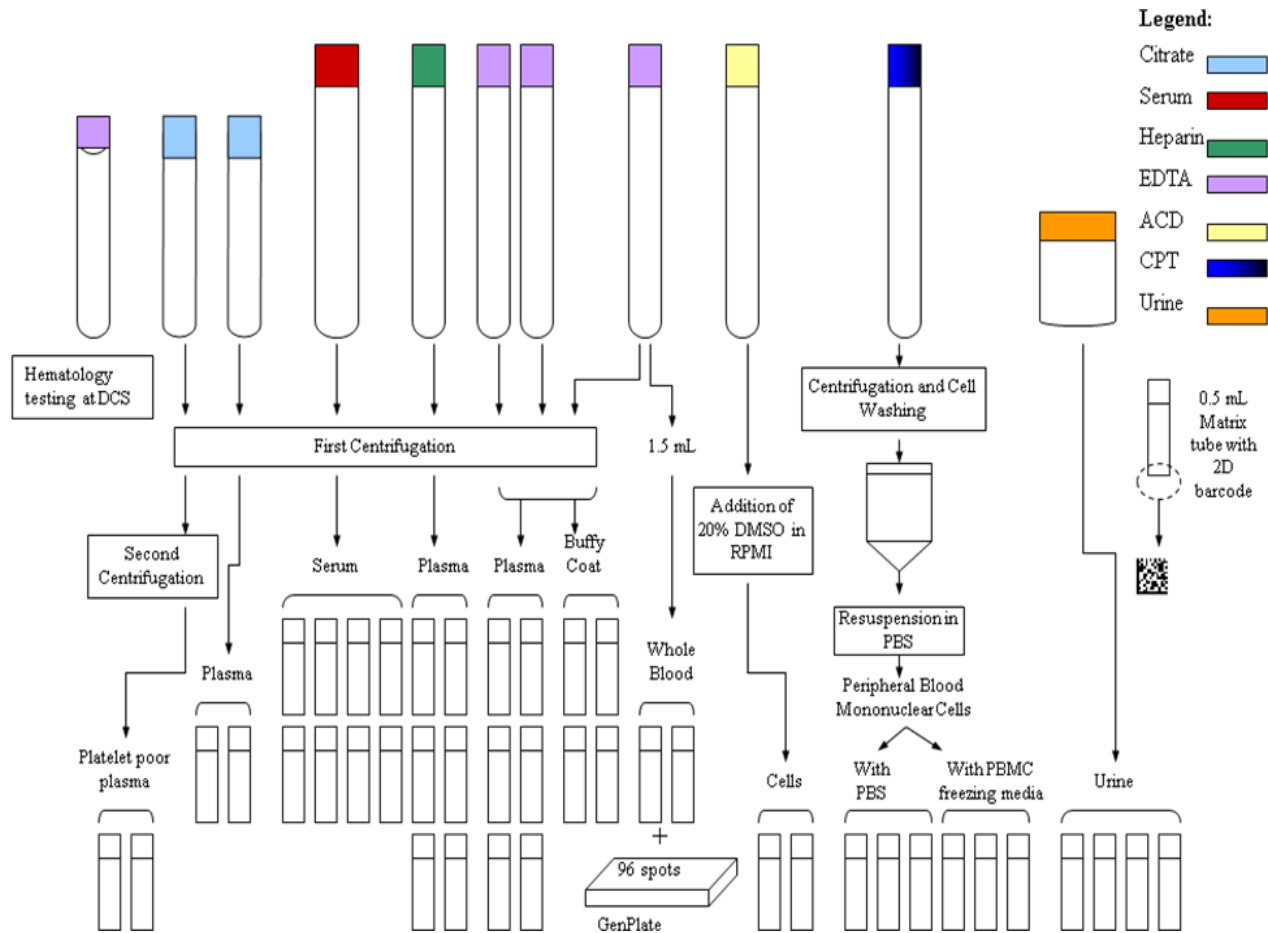 Legend:
Citrate
Serum
Heparin
EDTA
ACD
CPT
Urine
0.5 mL
Matrix
tube with
2D
barcode
Hematology
testing at DCS
First Centrifugation
1.5 mL
Centrifugation and Cell
Washing
Second
Centrifugation
Serum
Plasma
Plasma
Buffy
Coat
Addition of
20% DMSO in
RPMI
Resuspension in
PBS
Plasma
Whole
Blood
Peripheral Blood
Mononuclear Cells
Platelet poor
plasma
Cells
With
PBS
With PBMC
freezing media
Urine
+
96 spots
GenPlate